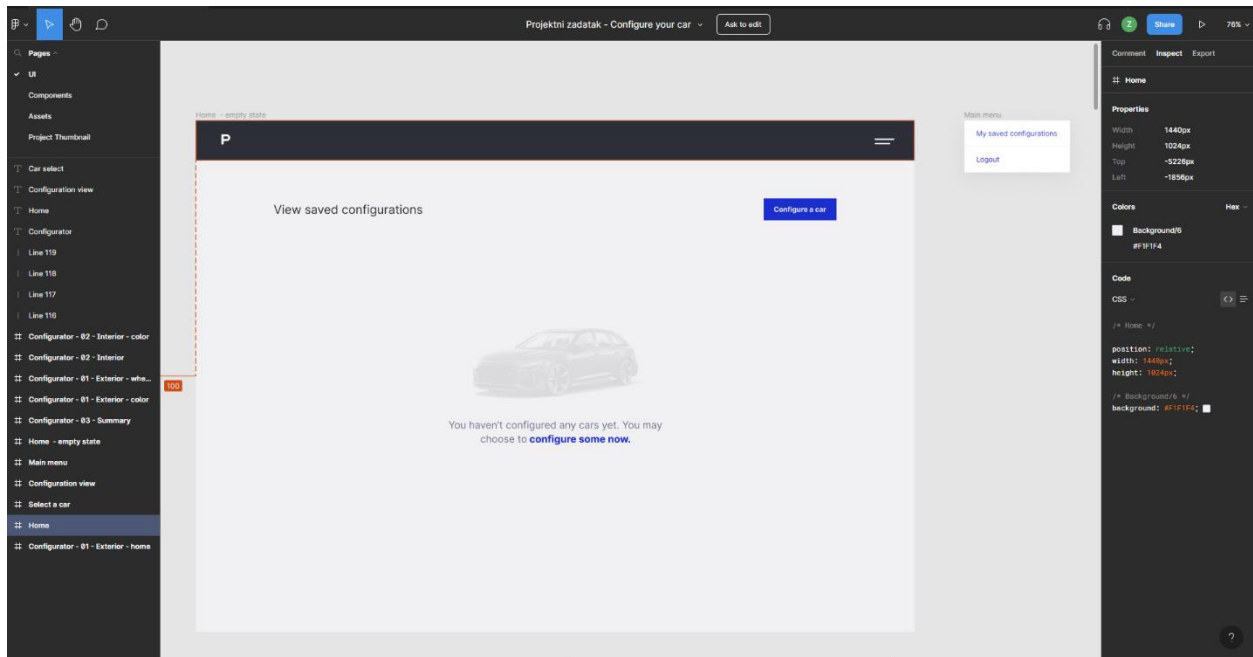 Projektni zadatak - Configure your car
Ask to edit
Z
Share
76%
Pages
UI
Components
Assets
Project Thumbnail
Car select
Configuration view
Home
Configurator
Line 119
Line 118
Line 117
Line 116
Configurator - 02 - Interior - color
Configurator - 02 - Interior
Configurator - 01 - Exterior - whe...
Configurator - 01 - Exterior - color
Configurator - 03 - Summary
Home - empty state
Main menu
Configuration view
Select a car
Home
Configurator - 01 - Exterior - home
Home - empty state
P
View saved configurations
Configure a car
100
You haven't configured any cars yet. You may
choose to configure some now.
Main menu
My saved configurations
Logout
Comment Inspect Export
Home
Properties
Width 1440px
Height 1024px
Top -5226px
Left -1856px
Colors Hex
Background/6
#F1F1F4
Code
CSS
/* Home */
position: relative;
width: 1440px;
height: 1024px;
/* Background/6 */
background: #F1F1F4;
?